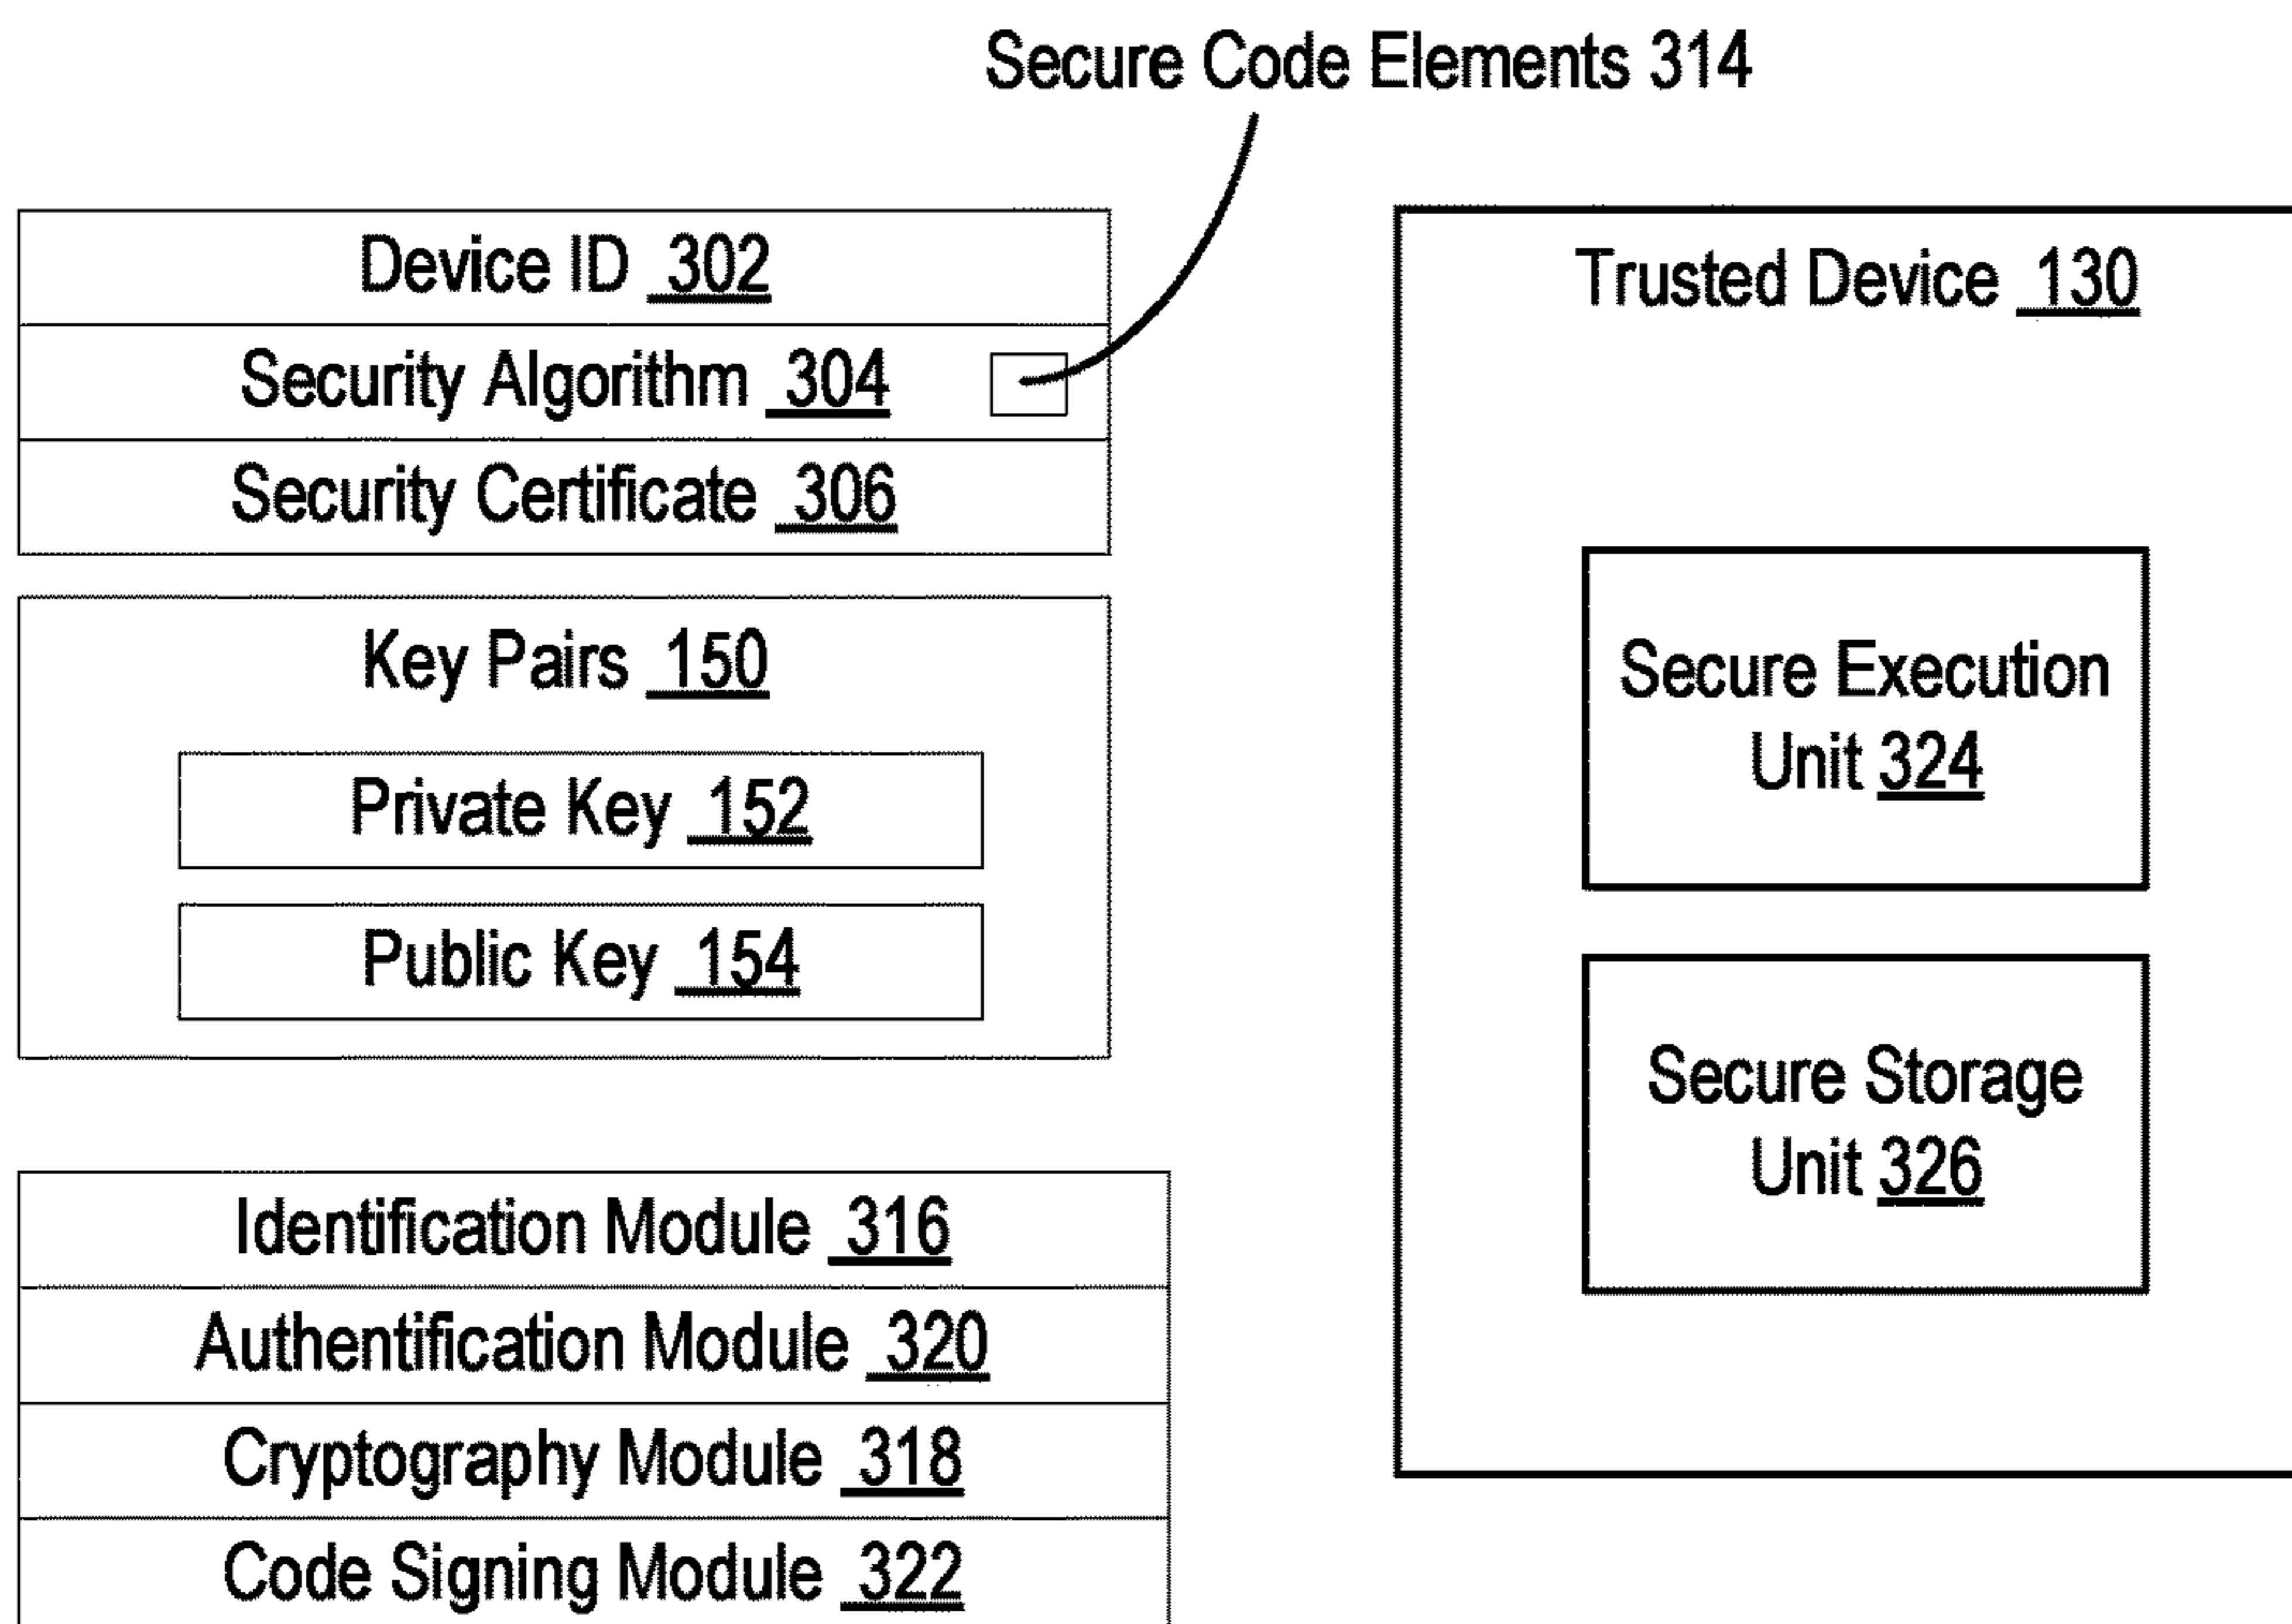 Secure Code Elements 314
Device ID 302
Security Algorithm 304
Security Certificate 306
Key Pairs 150
Private Key 152
Public Key 154
Identification Module 316
Authentification Module 320
Cryptography Module 318
Code Signing Module 322
Trusted Device 130
Secure Execution
Unit 324
Secure Storage
Unit 326